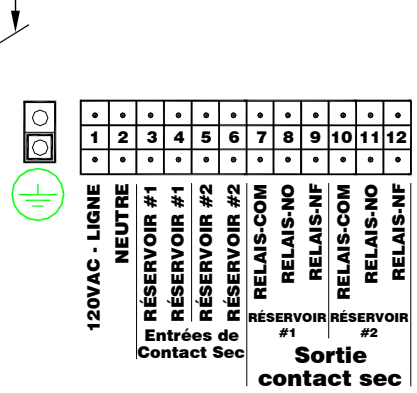 1 2 3 4 5 6 7 8 9 10 11 12
120VAC - LIGNE
NEUTRE
RÉSERVOIR #1
RÉSERVOIR #1
RÉSERVOIR #2
RÉSERVOIR #2
RELAIS-COM
RELAIS-NO
RELAIS-NF
RELAIS-COM
RELAIS-NO
RELAIS-NF
Entrées de
Contact Sec
RÉSERVOIR
#1
RÉSERVOIR
#2
Sortie
contact sec